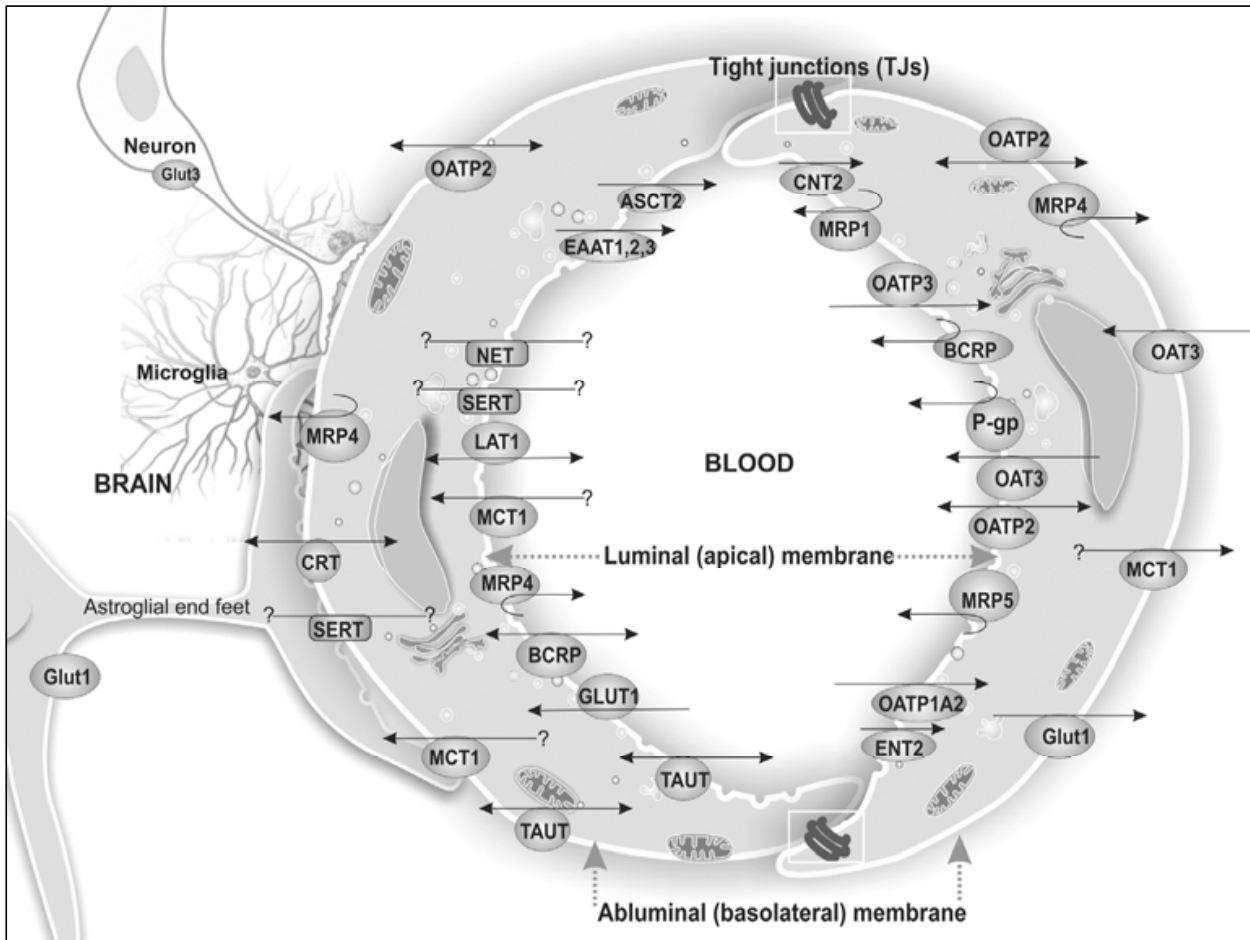 Tight junctions (TJs)
Neuron
Glut3
OATP2
OATP2
CNT2
ASCT2
MRP4
MRP1
EAAT1,2,3
OATP3
?
?
NET
BCRP
OAT3
Microglia
?
?
SERT
MRP4
LAT1
P-gp
BRAIN
BLOOD
OAT3
?
MCT1
OATP2
Luminal (apical) membrane
?
MCT1
CRT
MRP4
MRP5
Astroglial end feet
?
?
SERT
BCRP
Glut1
GLUT1
OATP1A2
?
MCT1
ENT2
Glut1
TAUT
TAUT
Abluminal (basolateral) membrane